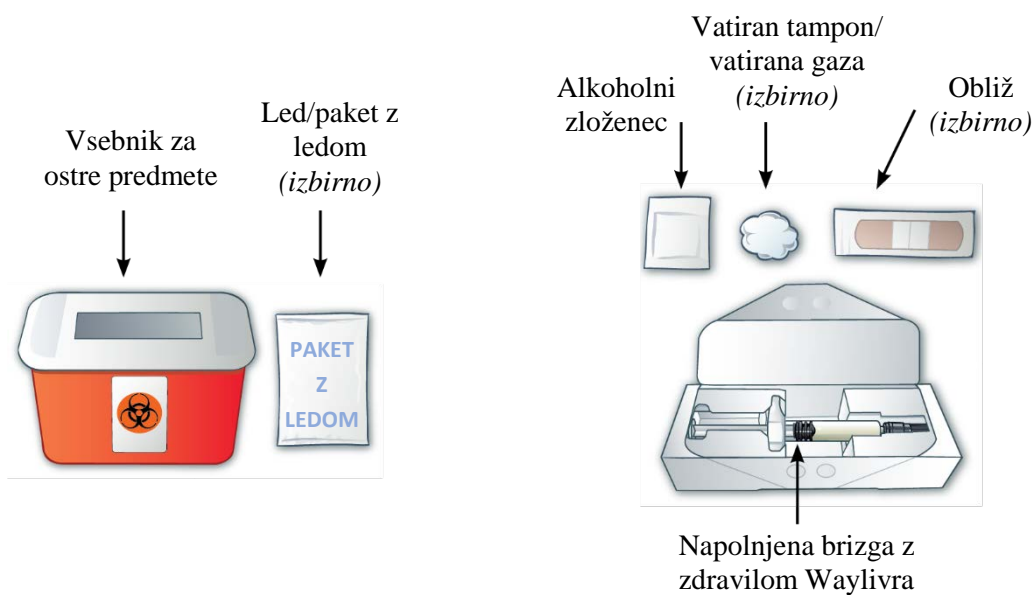 Vsebnik za
ostre predmete
Led/paket z
ledom
(izbirno)
PAKET
Z
LEDOM
Alkoholni
zloženec
Vatiran tampon/
vatirana gaza
(izbirno)
Obliž
(izbirno)
Napolnjena brizga z
zdravilom Waylivra